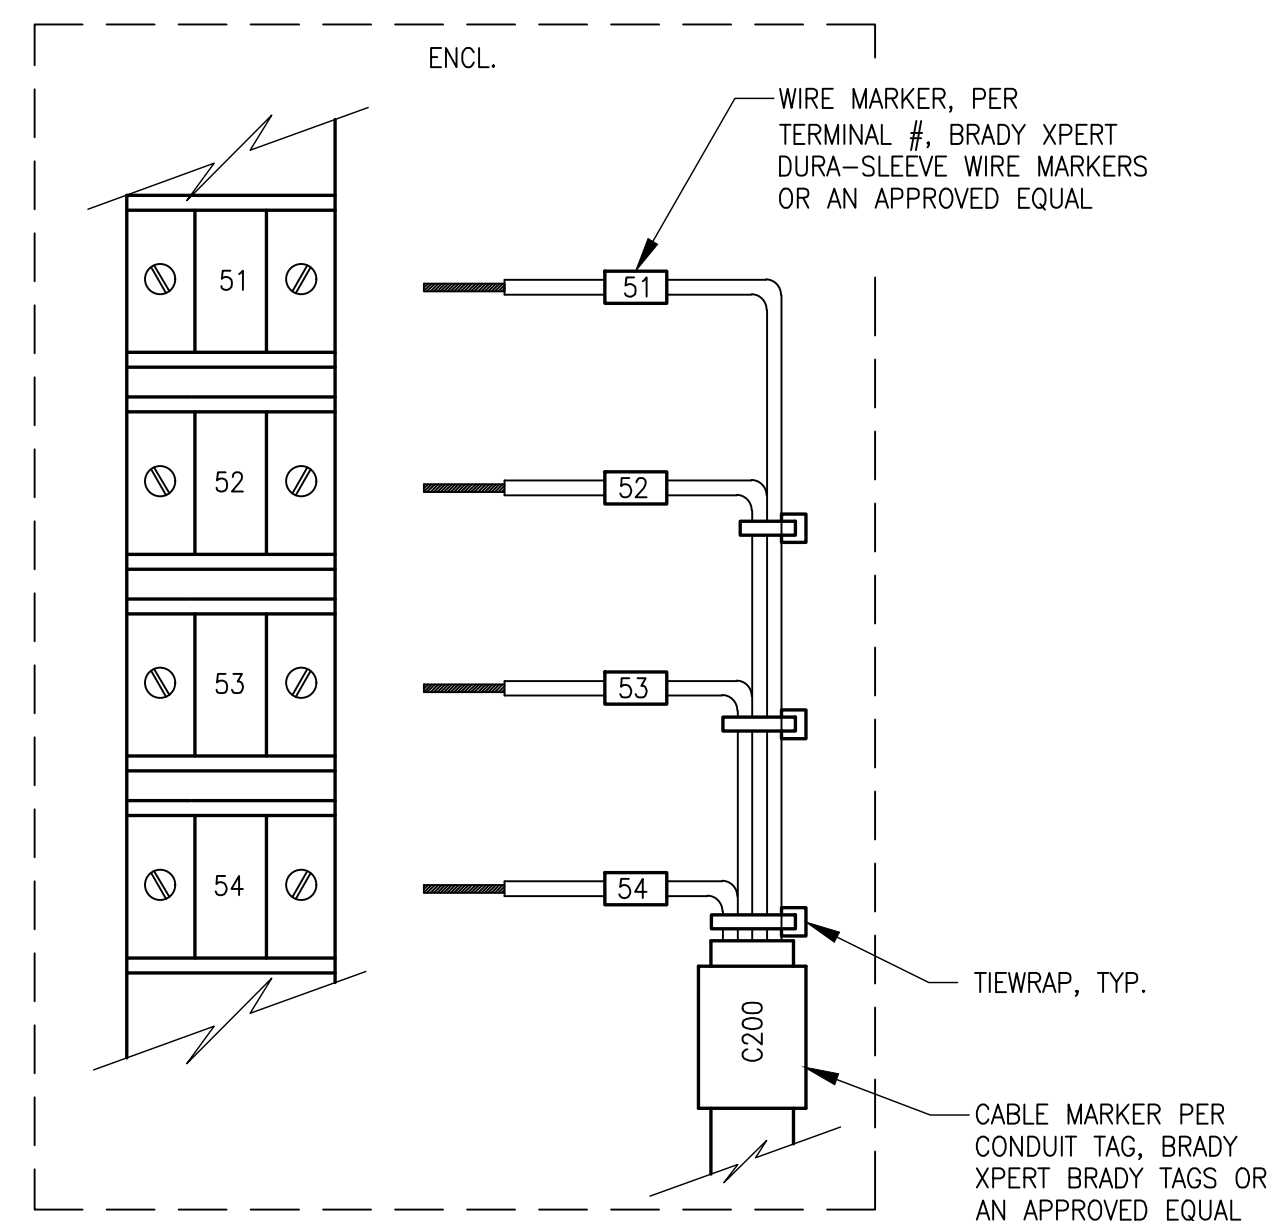 ENCL.
WIRE MARKER, PER
TERMINAL #, BRADY XPERT
DURA-SLEEVE WIRE MARKERS
OR AN APPROVED EQUAL
51
51
52
52
53
53
54
54
TIEWRAP, TYP.
C200
CABLE MARKER PER
CONDUIT TAG, BRADY
XPERT BRADY TAGS OR
AN APPROVED EQUAL